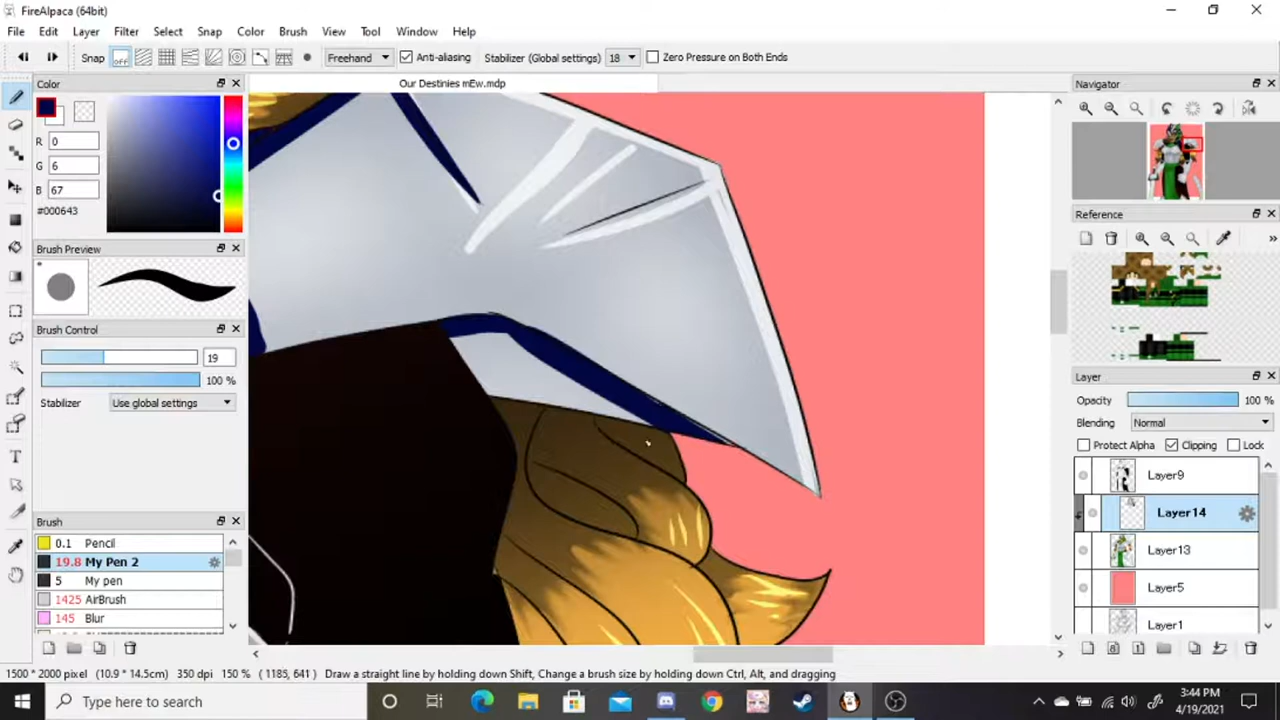 FireAlpaca (64bit)
File Edit Layer Filter Select Snap Color Brush View Tool Window Help
Snap off Freehand Anti-aliasing Stabilizer (Global settings) 18 Zero Pressure on Both Ends
Color
Our Destinies mEw.mdp
Navigator
R 0
G 6
B 67
#000643
Reference
Brush Preview
Brush Control
19
100 %
Stabilizer Use global settings
Layer
Opacity 100 %
Blending Normal
Protect Alpha Clipping Lock
Layer9
Layer14
Layer13
Layer5
Layer1
Brush
0.1 Pencil
19.8 My Pen 2
5 My pen
1425 AirBrush
145 Blur
1500 * 2000 pixel (10.9 * 14.5cm) 350 dpi 150 % ( 1185, 641 ) Draw a straight line by holding down Shift, Change a brush size by holding down Ctrl, Alt, and dragging
Type here to search
3:44 PM
4/19/2021